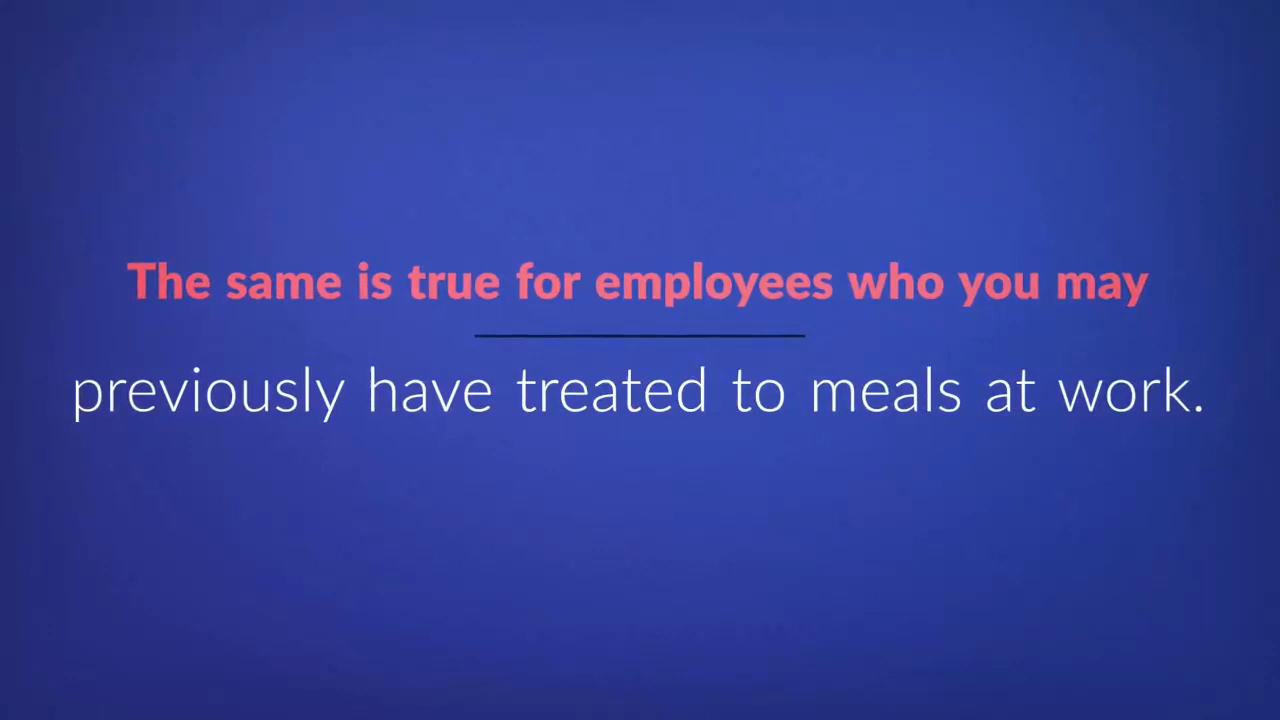 The same is true for employees who you may
previously have treated to meals at work.